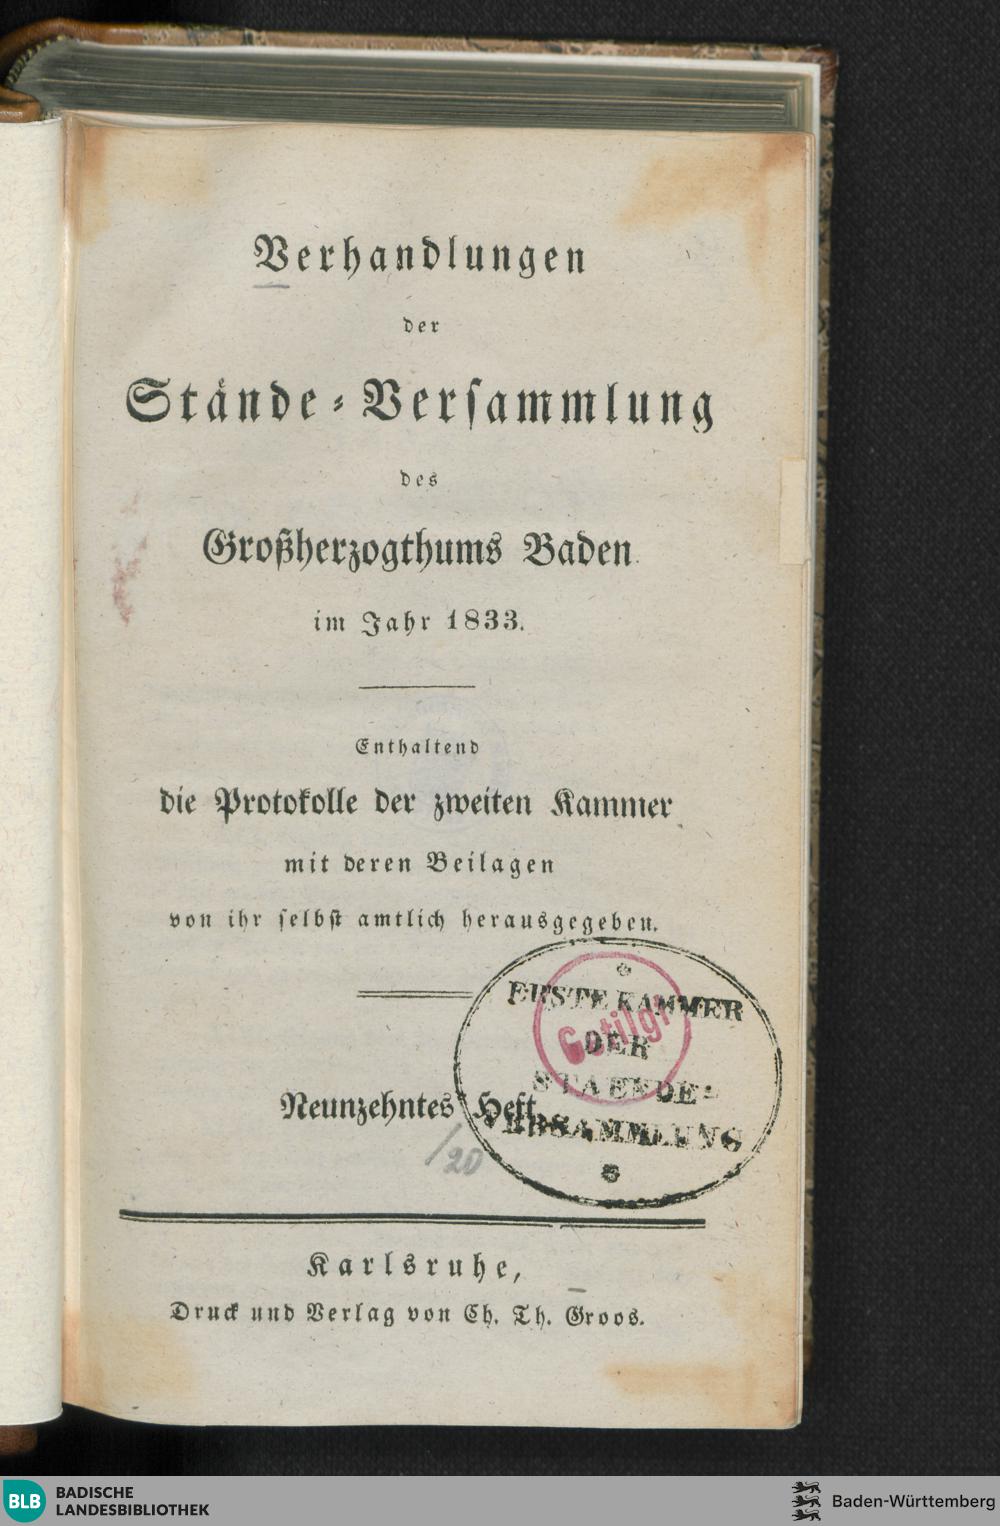 Verhandlungen
der
Stände-Versammlung
des
Großherzogthums Baden
im Jahr 1833.
Enthaltend
die Protokolle der zweiten Kammer
mit deren Beilagen
von ihr selbst amtlich herausgegeben.
ERSTE KAMMER
DER
STAENDE-
VERSAMMLUNG
Getilgt
Neunzehntes Heft.
/20
Karlsruhe,
Druck und Verlag von Ch. Th. Groos.
BLB
BADISCHE
LANDESBIBLIOTHEK
Baden-Württemberg